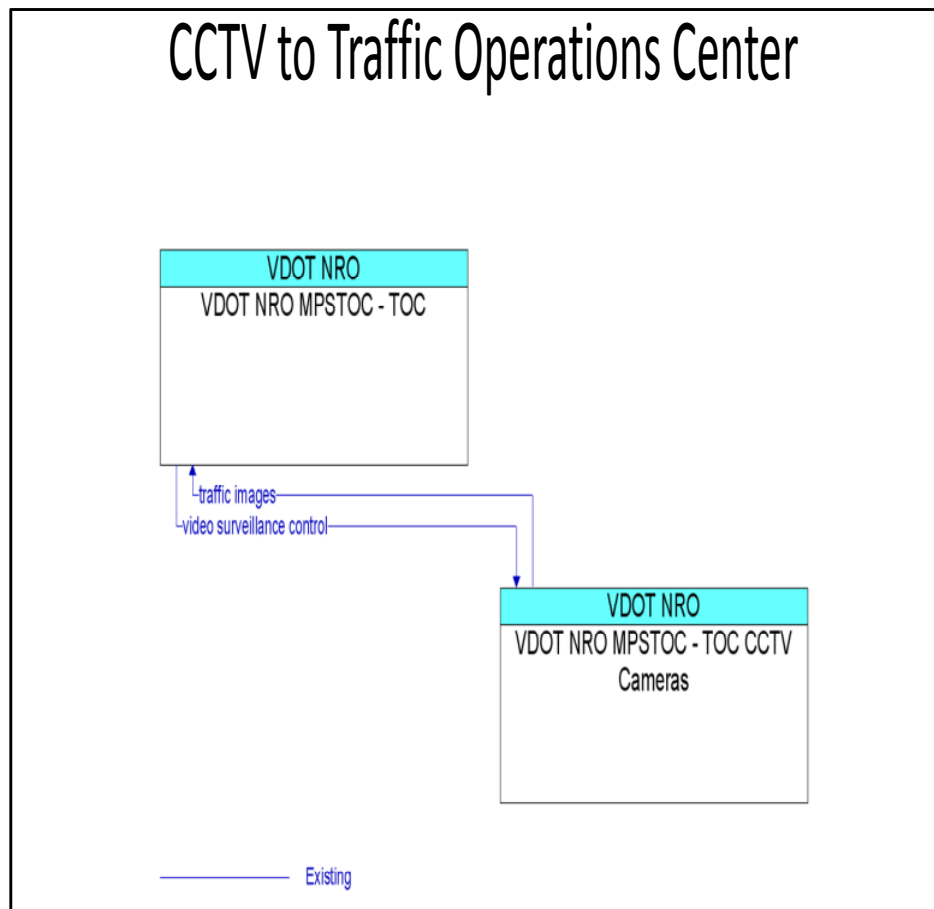 CCTV to Traffic Operations Center
VDOT NRO
VDOT NRO MPSTOC - TOC
traffic images
video surveillance control
VDOT NRO
VDOT NRO MPSTOC - TOC CCTV
Cameras
Existing